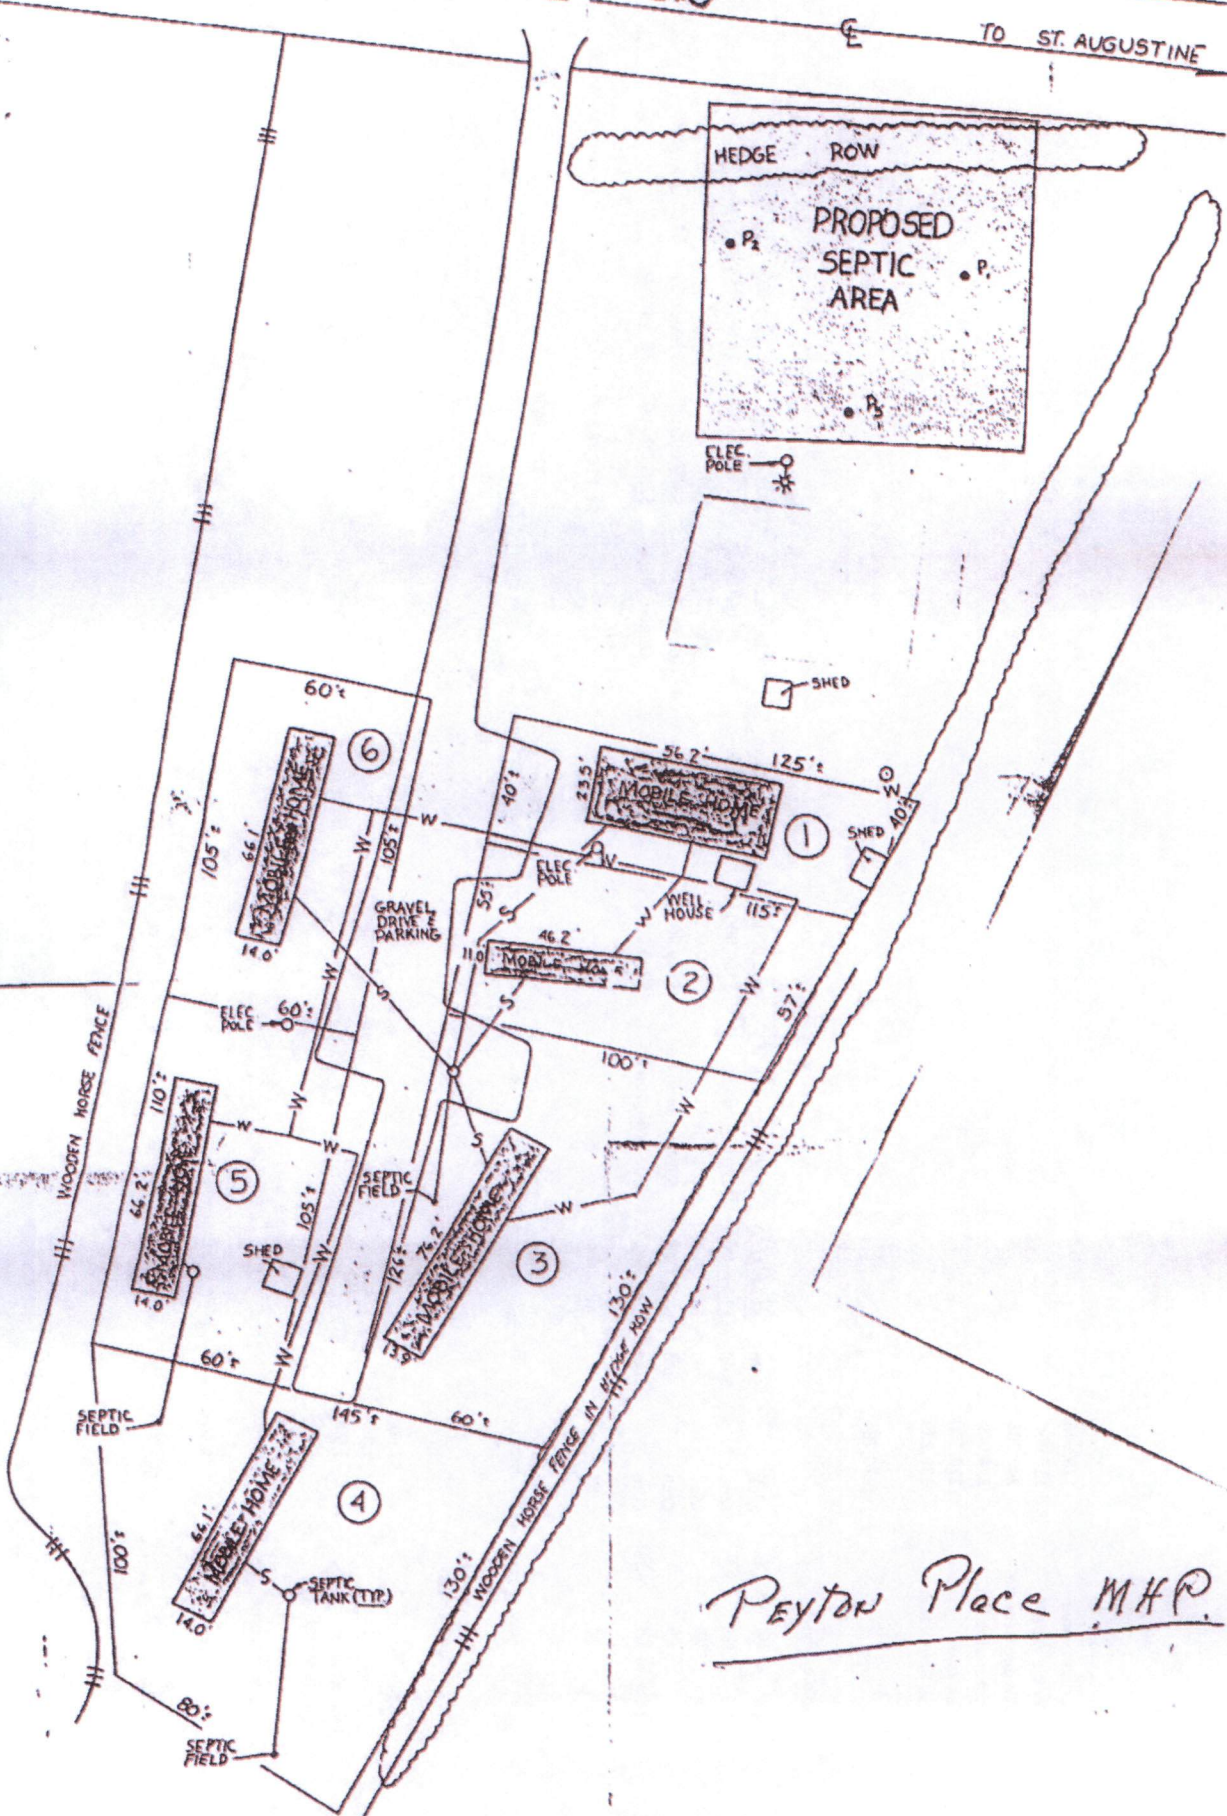 ℄
TO ST. AUGUSTINE
HEDGE ROW
PROPOSED
SEPTIC
AREA
P₂
P₁
P₃
ELEC.
POLE
SHED
60'±
6
MOBILE HOME
66.1'
14.0'
105'±
105'±
W
W
W
56.2'
125'±
23.5'
MOBILE HOME
1
40'±
40'±
SHED
ELEC
POLE
W
WELL
HOUSE
115'±
GRAVEL
DRIVE &
PARKING
55'±
S
W
46.2'
11.0'
MOBILE
2
W
57'±
S
S
ELEC
POLE
60'±
100'±
W
WOODEN HORSE FENCE
110'±
W
W
W
S
5
MOBILE HOME
66.2'
14.0'
105'±
SHED
W
SEPTIC
FIELD
W
126'±
76.2'
MOBILE HOME
13.9'
3
130'±
60'±
W
145'±
60'±
SEPTIC
FIELD
WOODEN HORSE FENCE IN HEDGE ROW
MOBILE HOME
66.1'
14.0'
4
100'±
S
SEPTIC
TANK (TYP.)
130'±
80'±
SEPTIC
FIELD
PEYTON Place MHP.